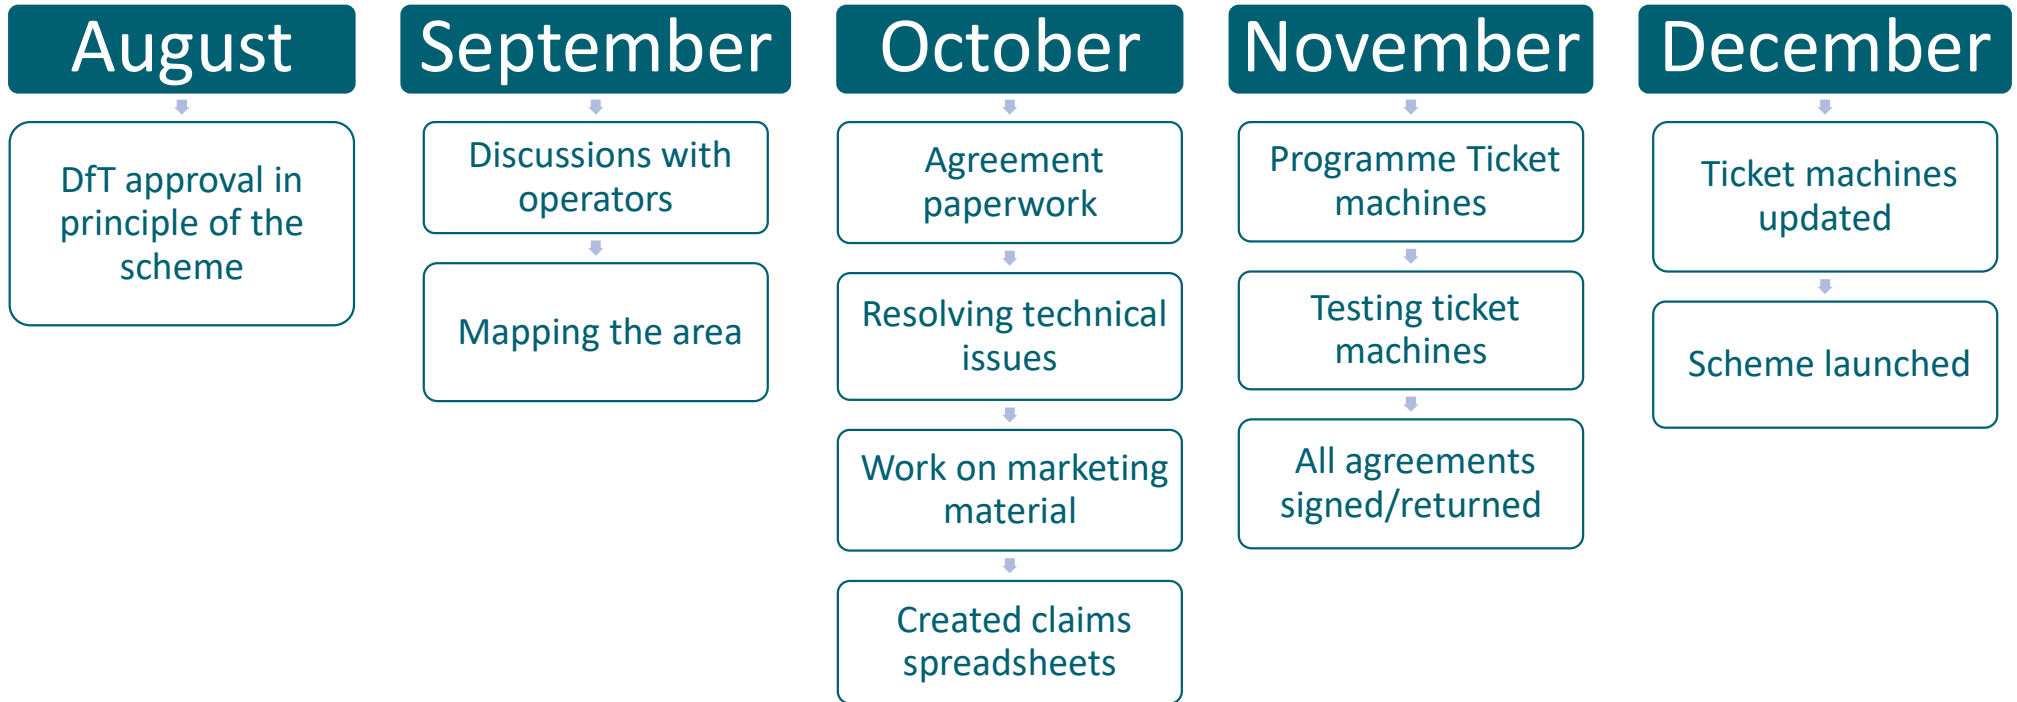 August
DfT approval in
principle of the
scheme
September
Discussions with
operators
Mapping the area
October
Agreement
paperwork
Resolving technical
issues
Work on marketing
material
Created claims
spreadsheets
November
Programme Ticket
machines
Testing ticket
machines
All agreements
signed/returned
December
Ticket machines
updated
Scheme launched